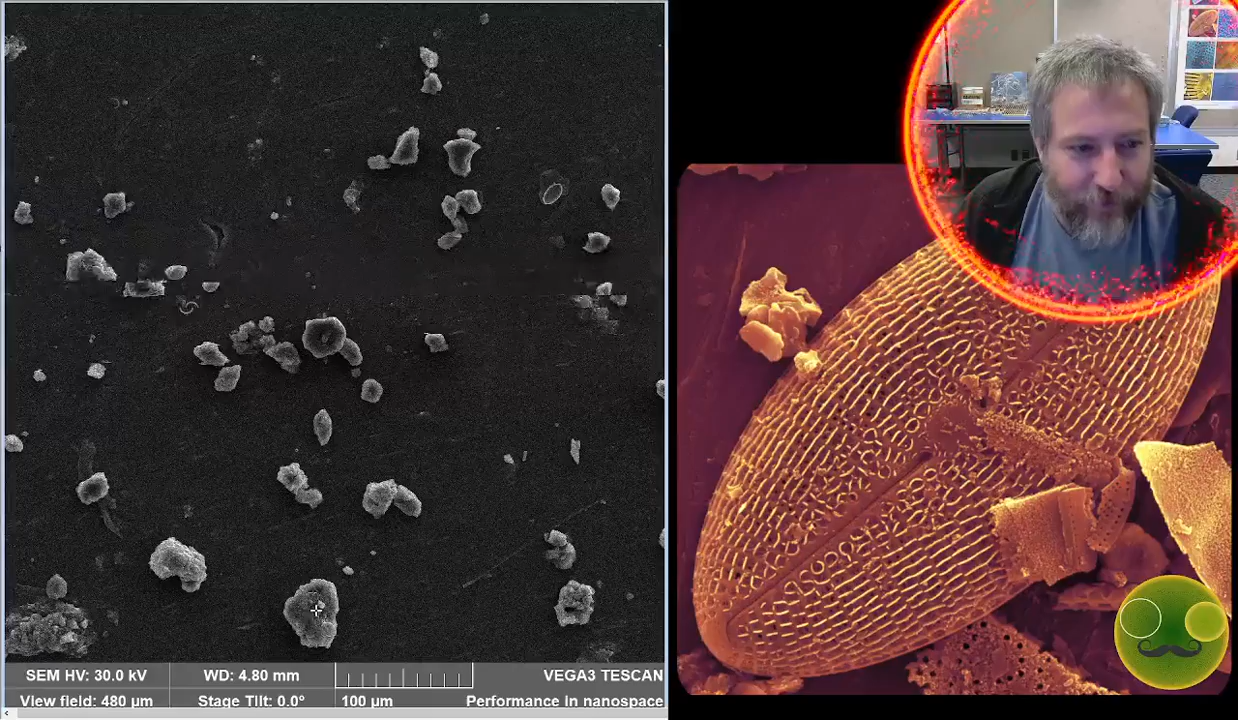 SEM HV: 30.0 kV WD: 4.80 mm VEGA3 TESCAN
View field: 480 µm Stage Tilt: 0.0° 100 µm Performance in nanospace